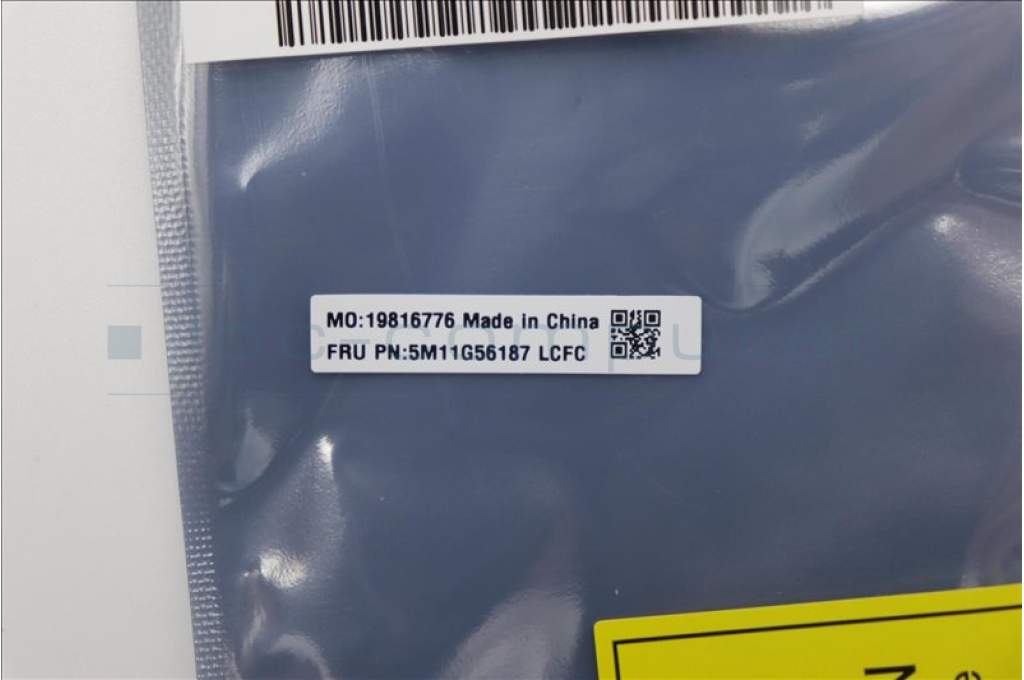 MO:19816776 Made in China
FRU PN:5M11G56187 LCFC